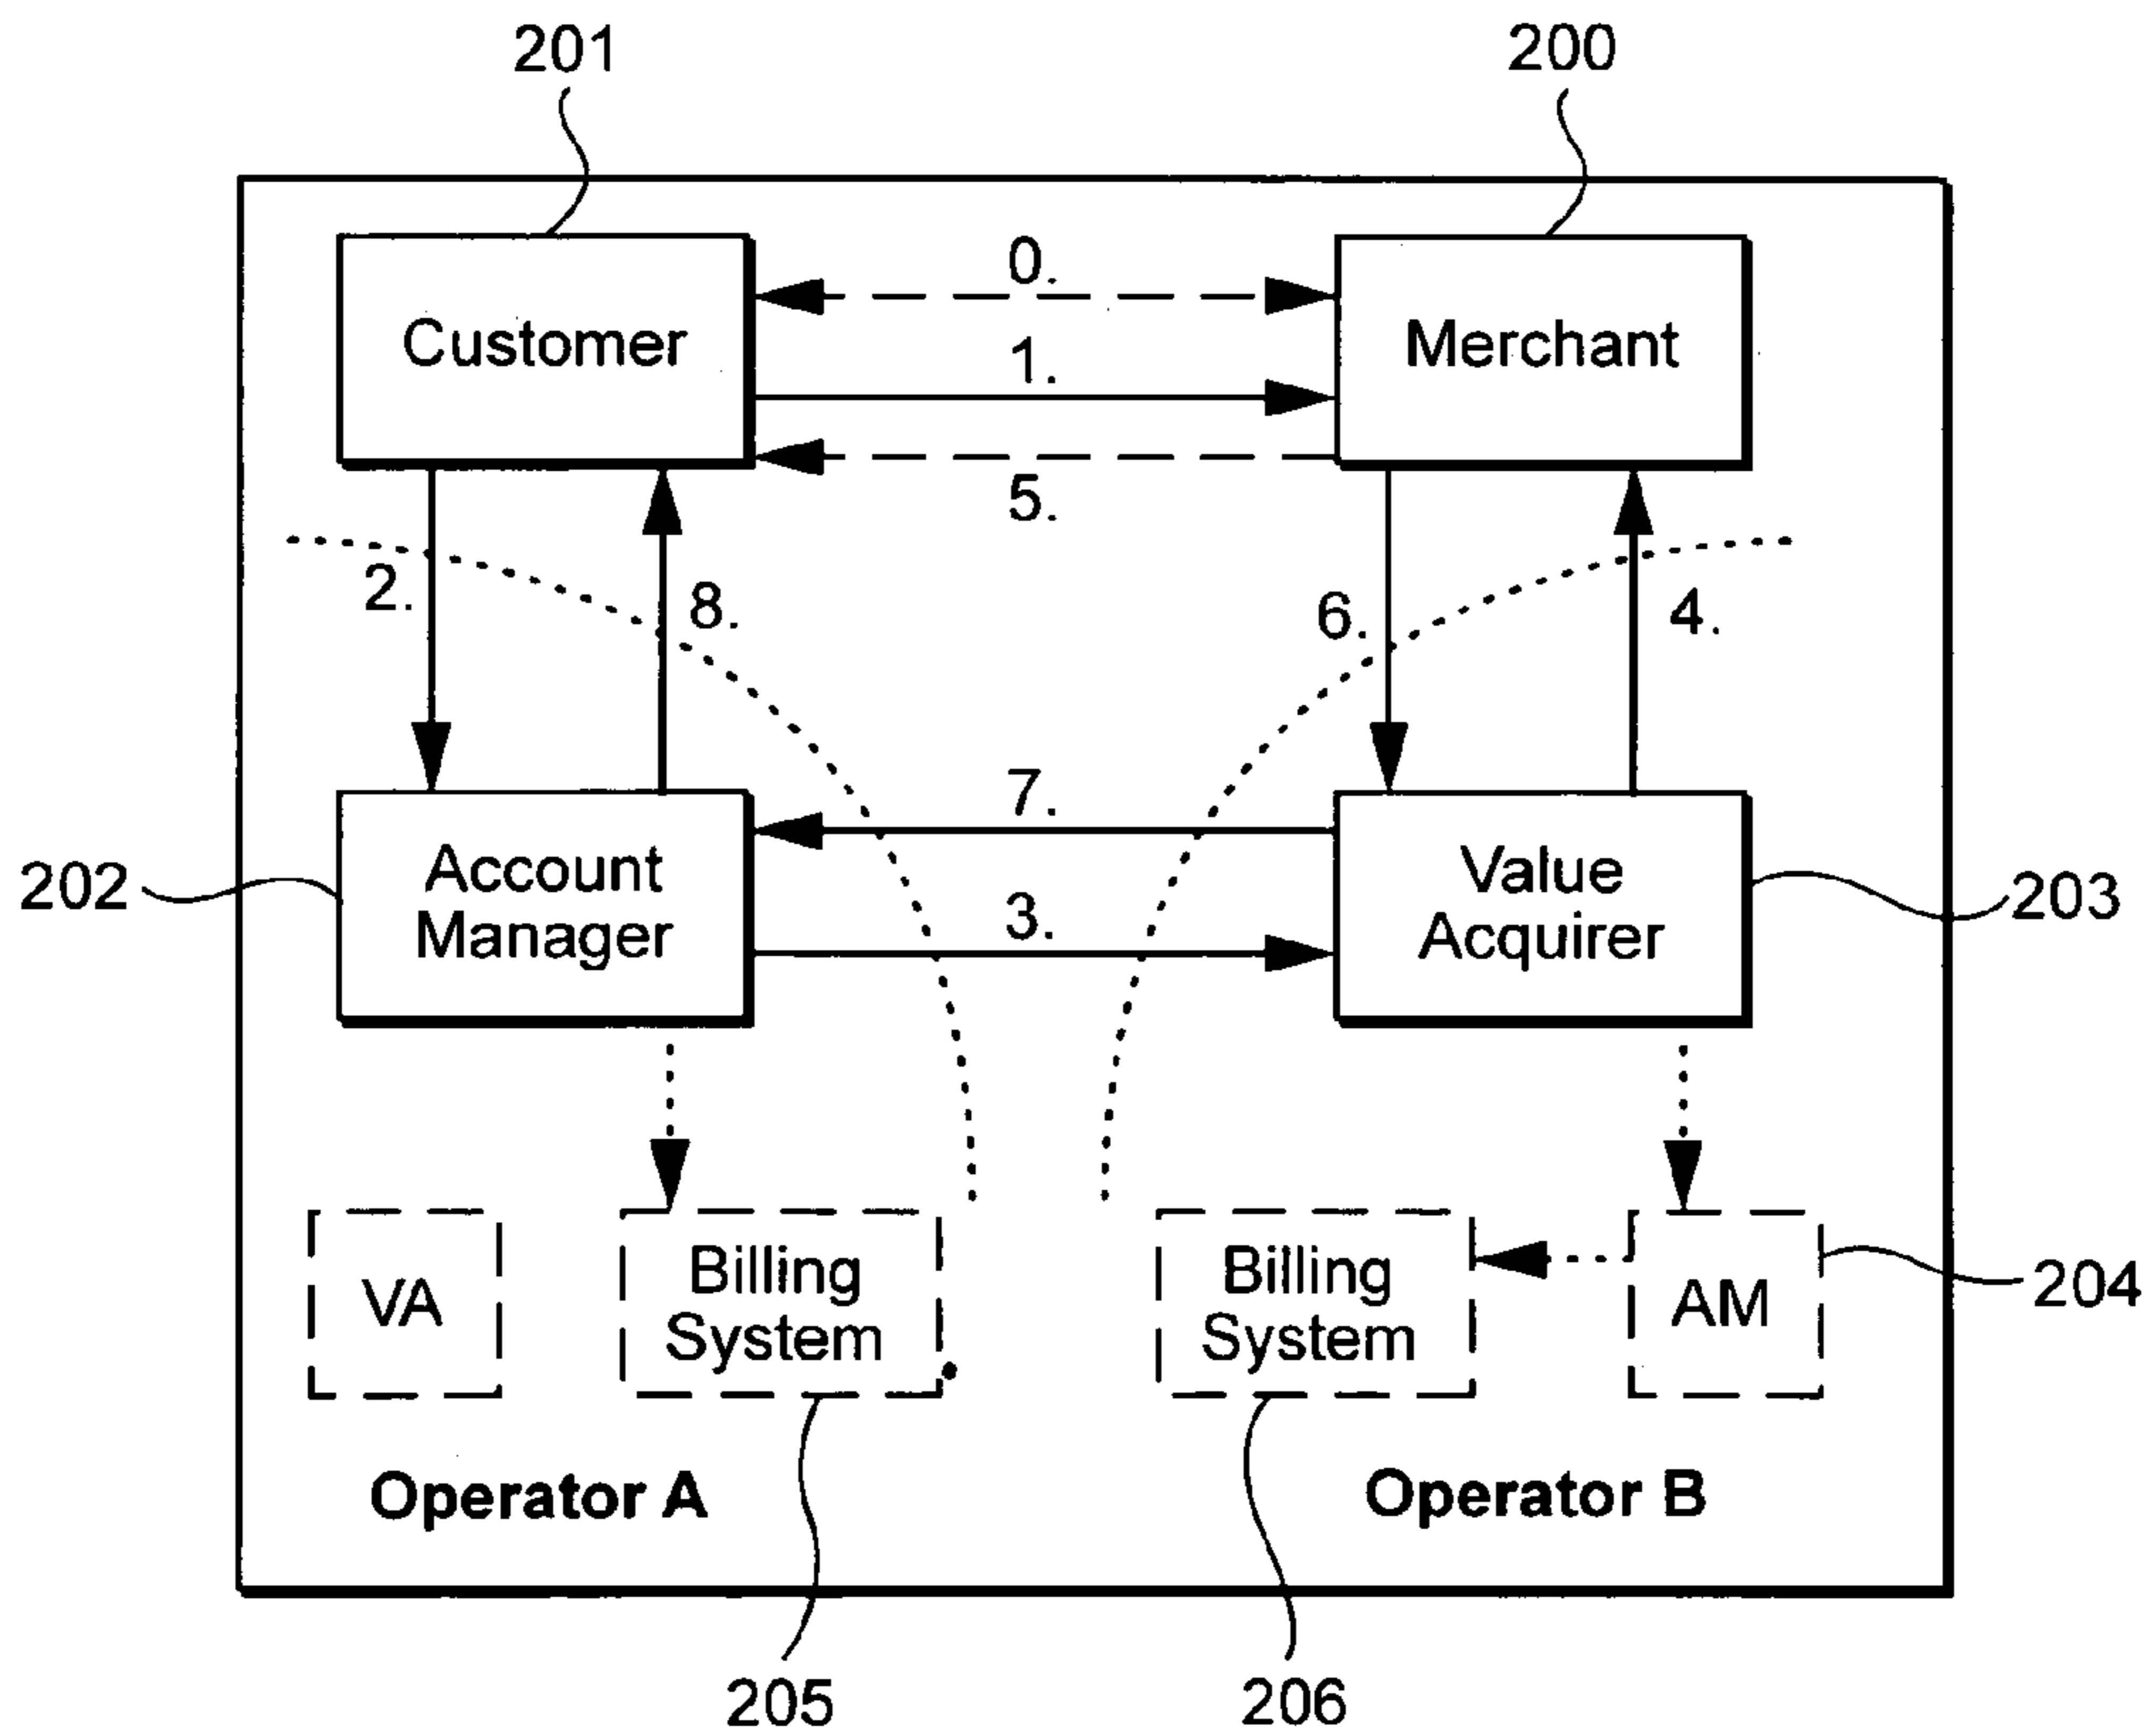 201
200
0.
Customer
Merchant
1.
5.
2.
8.
6.
4.
7.
Account
Manager
Value
Acquirer
202
203
3.
VA
Billing
System
Billing
System
AM
204
Operator A
Operator B
205
206